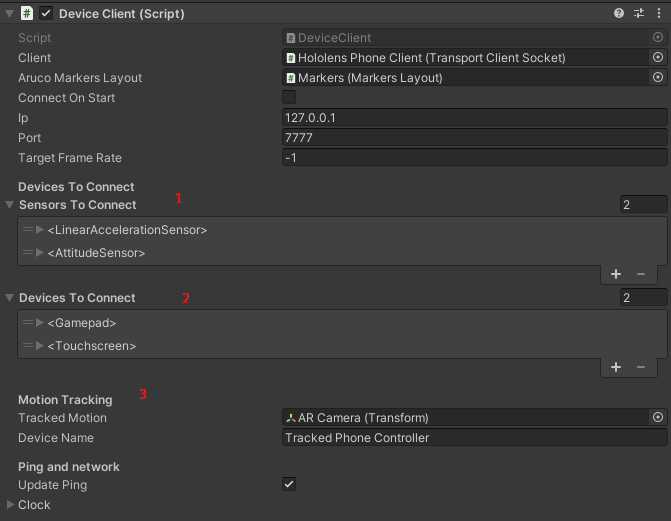 # Device Client (Script)
Script # DeviceClient
Client # Hololens Phone Client (Transport Client Socket)
Aruco Markers Layout # Markers (Markers Layout)
Connect On Start
Ip 127.0.0.1
Port 7777
Target Frame Rate -1
Devices To Connect
Sensors To Connect 1 2
<LinearAccelerationSensor>
<AttitudeSensor>
+ −
Devices To Connect 2 2
<Gamepad>
<Touchscreen>
+ −
Motion Tracking 3
Tracked Motion AR Camera (Transform)
Device Name Tracked Phone Controller
Ping and network
Update Ping
Clock